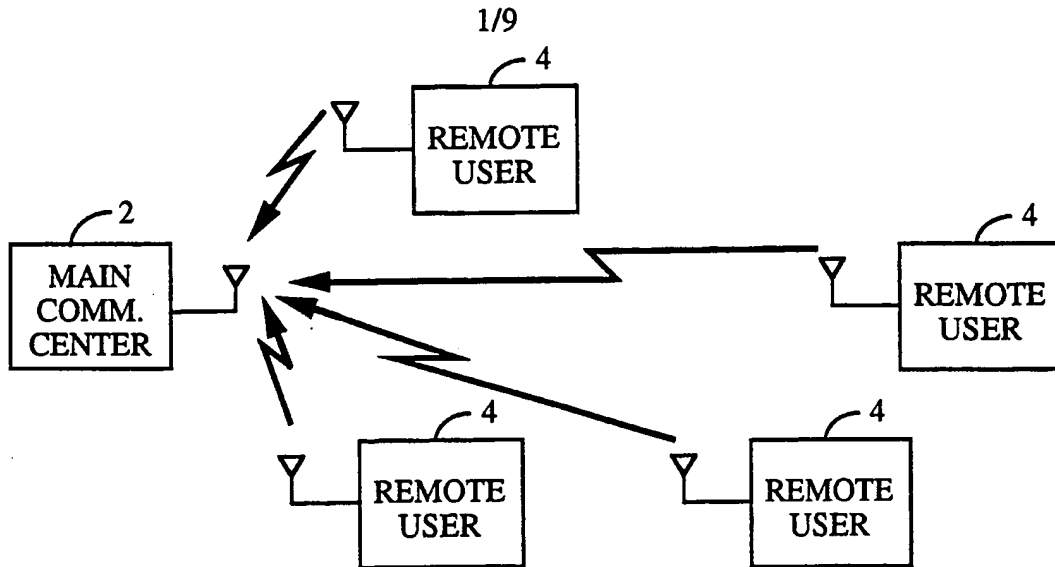 1/9
4
REMOTE
USER
2
MAIN
COMM.
CENTER
4
REMOTE
USER
4
REMOTE
USER
4
REMOTE
USER